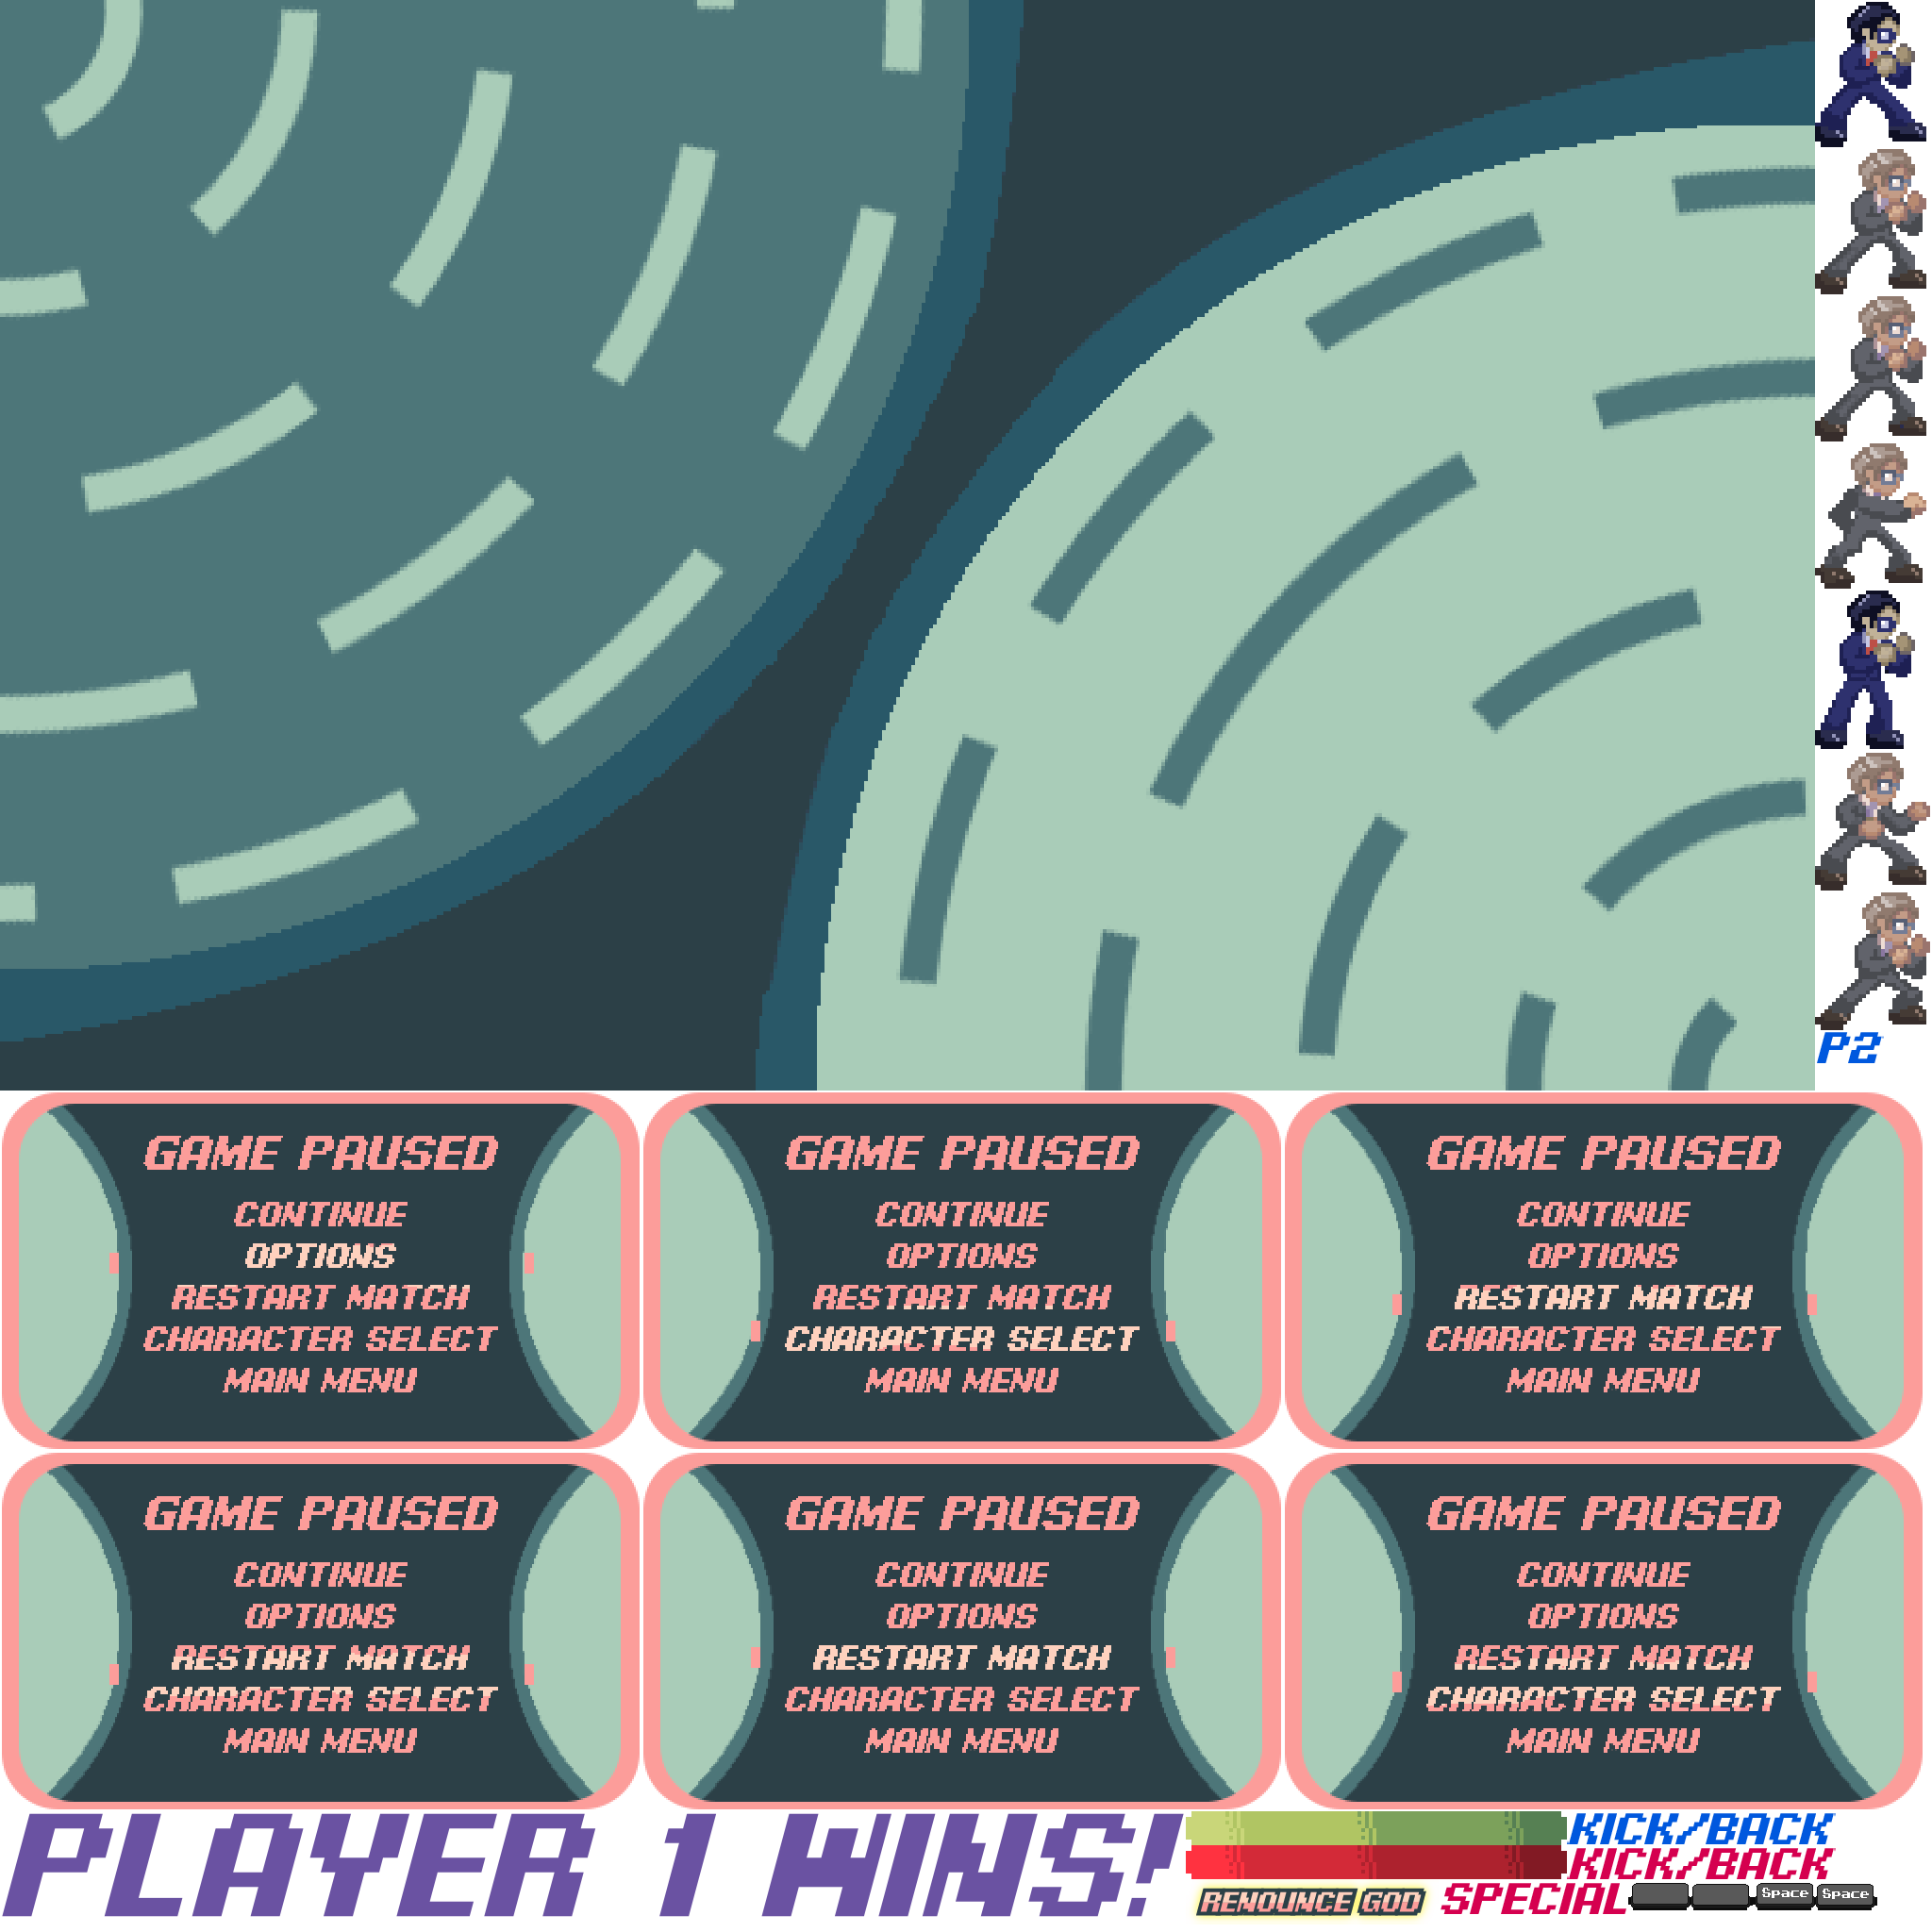 P2
GAME PAUSED
CONTINUE
OPTIONS
RESTART MATCH
CHARACTER SELECT
MAIN MENU
GAME PAUSED
CONTINUE
OPTIONS
RESTART MATCH
CHARACTER SELECT
MAIN MENU
GAME PAUSED
CONTINUE
OPTIONS
RESTART MATCH
CHARACTER SELECT
MAIN MENU
GAME PAUSED
CONTINUE
OPTIONS
RESTART MATCH
CHARACTER SELECT
MAIN MENU
GAME PAUSED
CONTINUE
OPTIONS
RESTART MATCH
CHARACTER SELECT
MAIN MENU
GAME PAUSED
CONTINUE
OPTIONS
RESTART MATCH
CHARACTER SELECT
MAIN MENU
PLAYER 1 WINS!
KICK/BACK
KICK/BACK
RENOUNCE GOD
SPECIAL
Space
Space